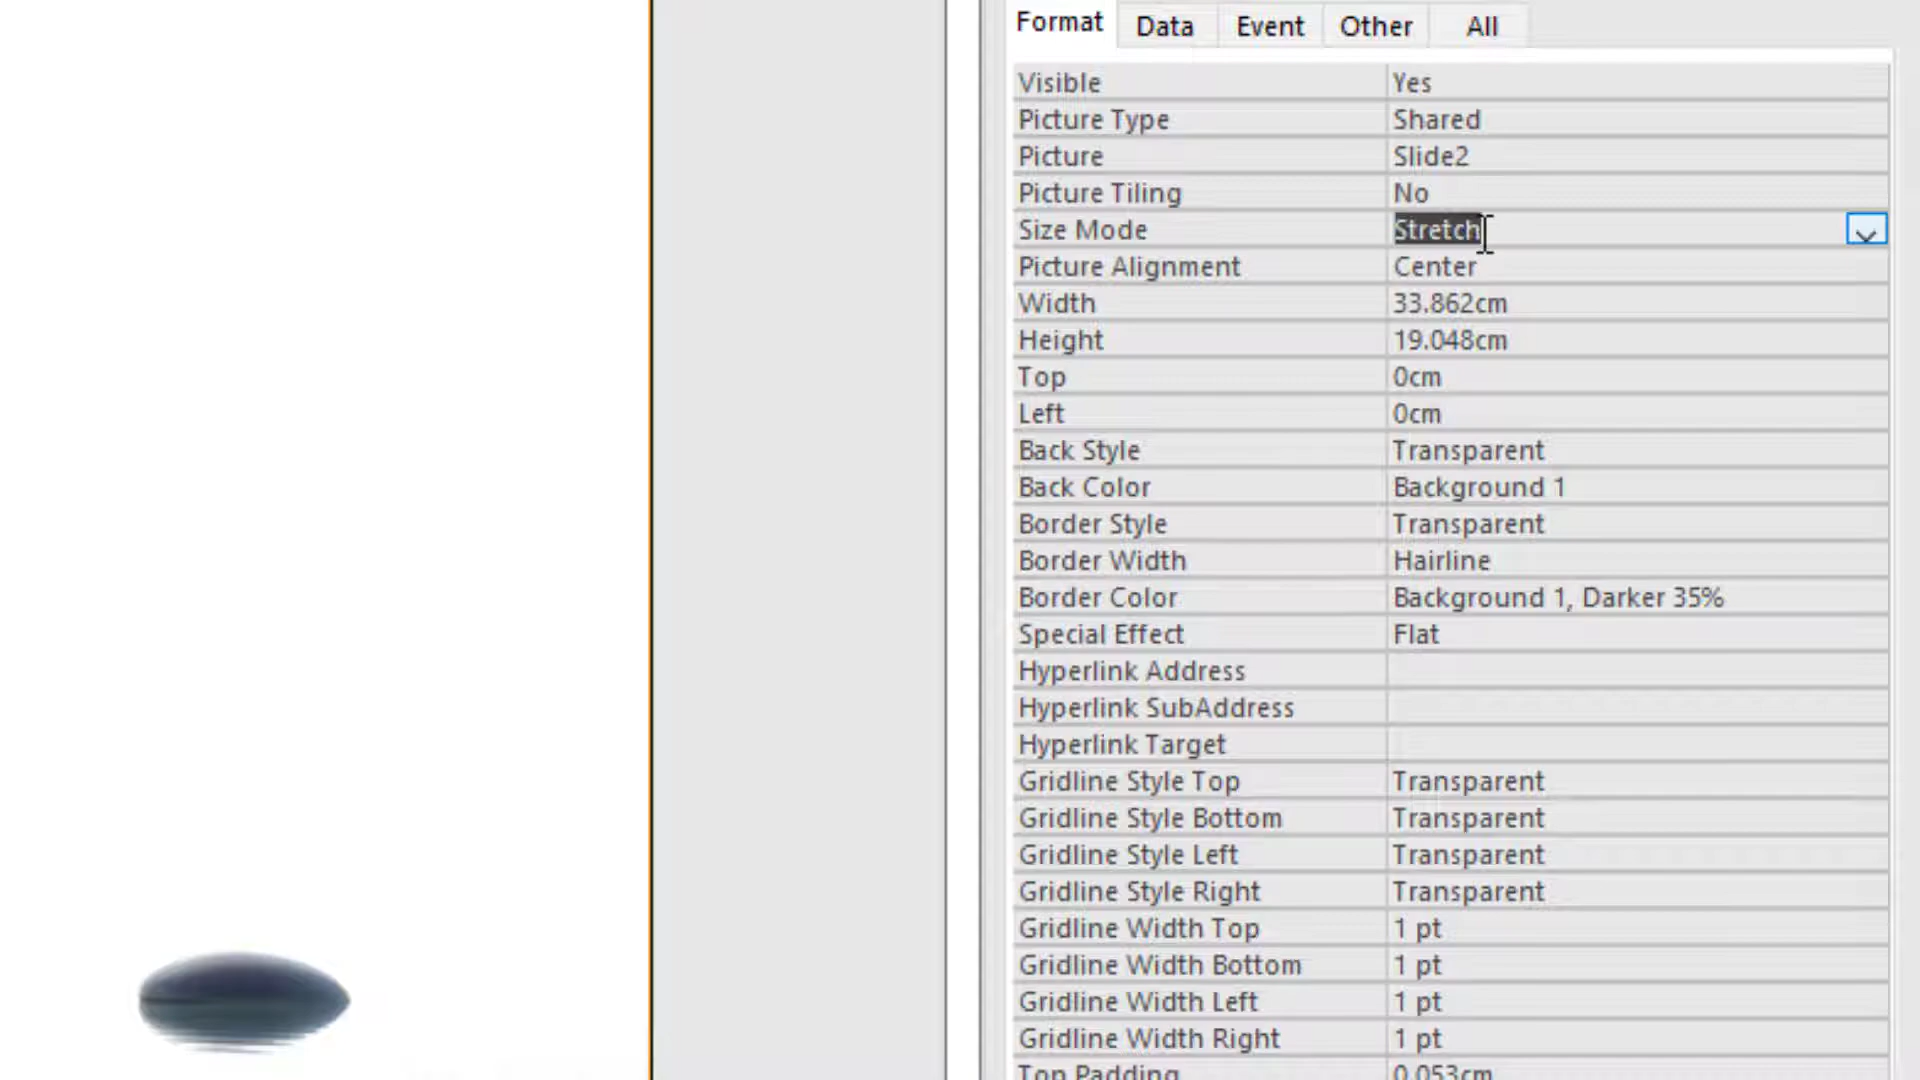 Format Data Event Other All
Visible Yes
Picture Type Shared
Picture Slide2
Picture Tiling No
Size Mode Stretch
Picture Alignment Center
Width 33.862cm
Height 19.048cm
Top 0cm
Left 0cm
Back Style Transparent
Back Color Background 1
Border Style Transparent
Border Width Hairline
Border Color Background 1, Darker 35%
Special Effect Flat
Hyperlink Address
Hyperlink SubAddress
Hyperlink Target
Gridline Style Top Transparent
Gridline Style Bottom Transparent
Gridline Style Left Transparent
Gridline Style Right Transparent
Gridline Width Top 1 pt
Gridline Width Bottom 1 pt
Gridline Width Left 1 pt
Gridline Width Right 1 pt
Top Padding 0.053cm